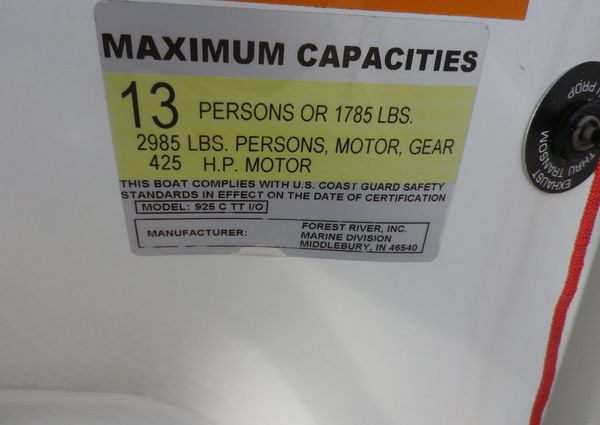 MAXIMUM CAPACITIES
13 PERSONS OR 1785 LBS.
2985 LBS. PERSONS, MOTOR, GEAR
425 H.P. MOTOR
THIS BOAT COMPLIES WITH U.S. COAST GUARD SAFETY
STANDARDS IN EFFECT ON THE DATE OF CERTIFICATION
MODEL: 925 C TT I/O
MANUFACTURER:
FOREST RIVER, INC.
MARINE DIVISION
MIDDLEBURY, IN 46540
PROP
EXHAUST
THRU TRANSOM